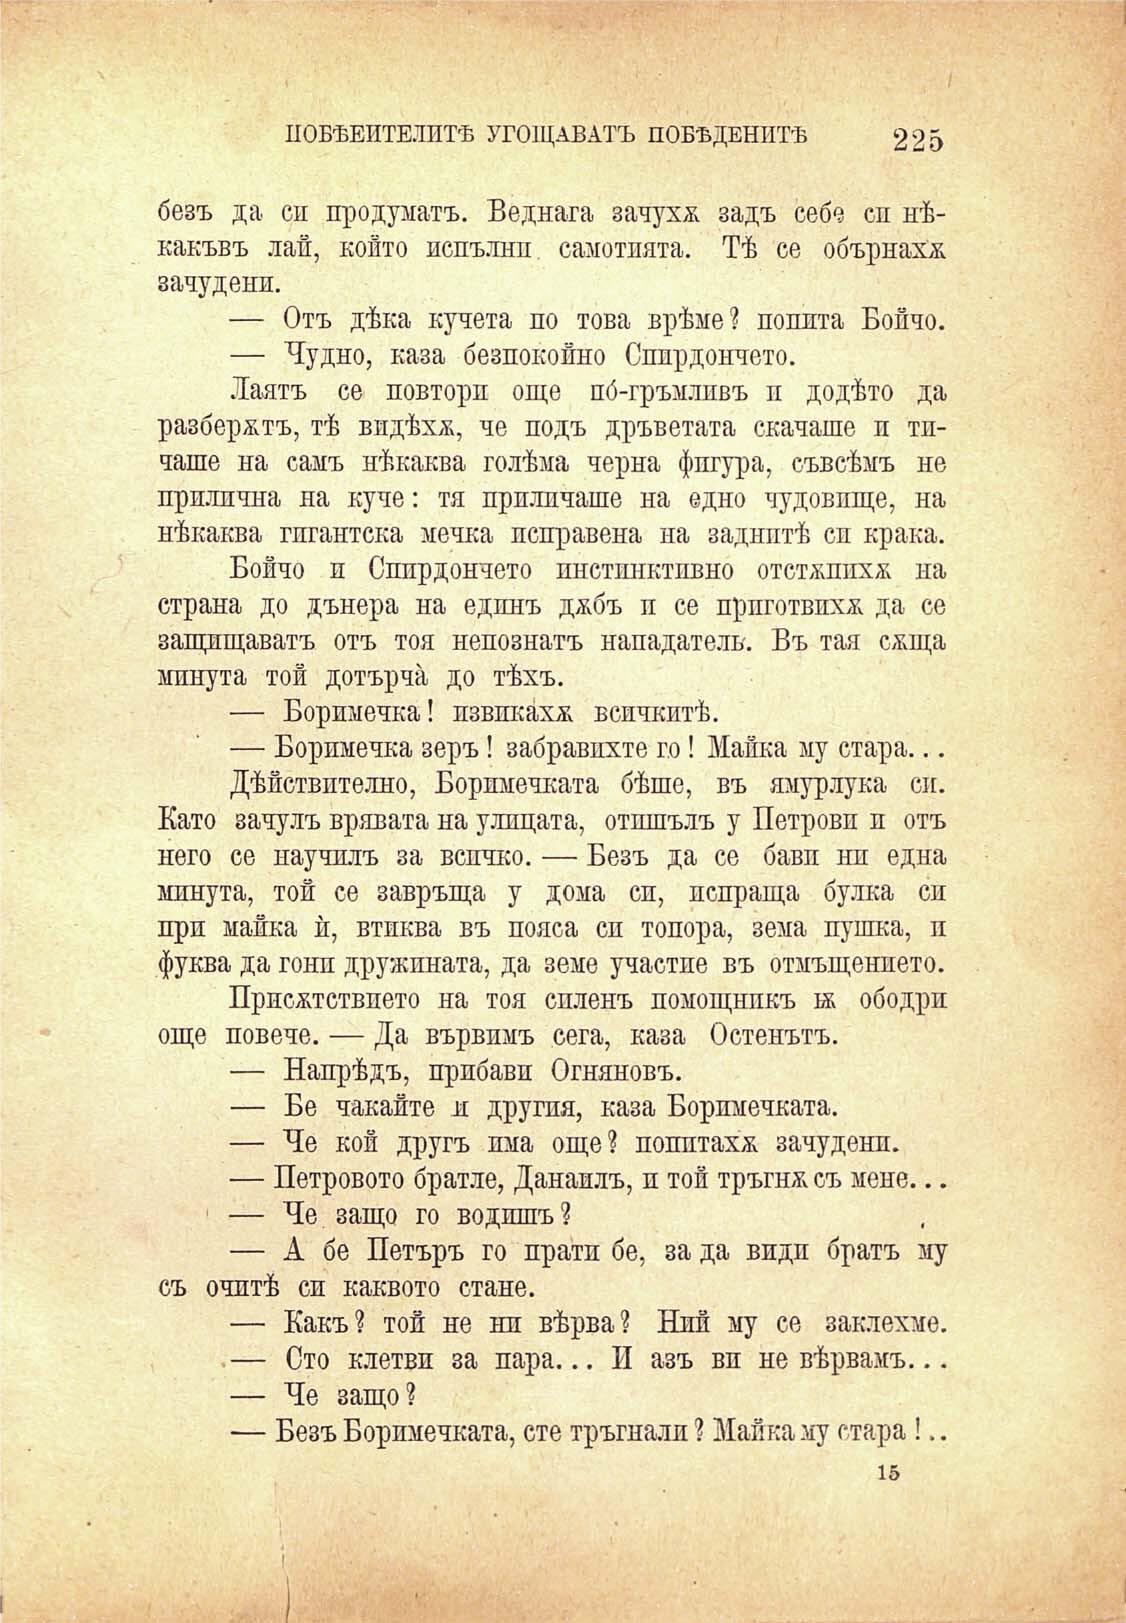 ПОБѢЕИТЕЛИТѢ УГОЩАВАТЪ ПОБѢДЕНИТѢ 225
безъ да си продуматъ. Веднага зачухѫ задъ себе си нѣ-
какъвъ лай, който испълни самотията. Тѣ се обърнахѫ
зачудени.
— Отъ дѣка кучета по това врѣме? попита Бойчо.
— Чудно, каза безпокойно Спирдончето.
Лаятъ се повтори още по́-гръмливъ и додѣто да
разберѫтъ, тѣ видѣхѫ, че подъ дръветата скачаше и ти-
чаше на самъ нѣкаква голѣма черна фигура, съвсѣмъ не
прилична на куче: тя приличаше на едно чудовище, на
нѣкаква гигантска мечка исправена на заднитѣ си крака.
Бойчо и Спирдончето инстинктивно отстѫпихѫ на
страна до дънера на единъ дѫбъ и се приготвихѫ да се
защищаватъ отъ тоя непознатъ нападатель. Въ тая сѫща
минута той дотърча̀ до тѣхъ.
— Боримечка! извикахѫ всичкитѣ.
— Боримечка зеръ! забравихте го! Майка му стара...
Дѣйствително, Боримечката бѣше, въ ямурлука си.
Като зачулъ врявата на улицата, отишълъ у Петрови и отъ
него се научилъ за всичко. — Безъ да се бави ни една
минута, той се завръща у дома си, испраща булка си
при майка ѝ, втиква въ пояса си топора, зема пушка, и
фуква да гони дружината, да земе участие въ отмъщението.
Присѫтствието на тоя силенъ помощникъ ѭ ободри
още повече. — Да вървимъ сега, каза Остенътъ.
— Напрѣдъ, прибави Огняновъ.
— Бе чакайте и другия, каза Боримечката.
— Че кой другъ има още? попитахѫ зачудени.
— Петровото братле, Данаилъ, и той тръгнѫ съ мене...
— Че защо го водишъ?
— А бе Петъръ го прати бе, за да види братъ му
съ очитѣ си каквото стане.
— Какъ? той не ни вѣрва? Ний му се заклехме.
— Сто клетви за пара... И азъ ви не вѣрвамъ...
— Че защо?
— Безъ Боримечката, сте тръгнали? Майка му стара!..
15